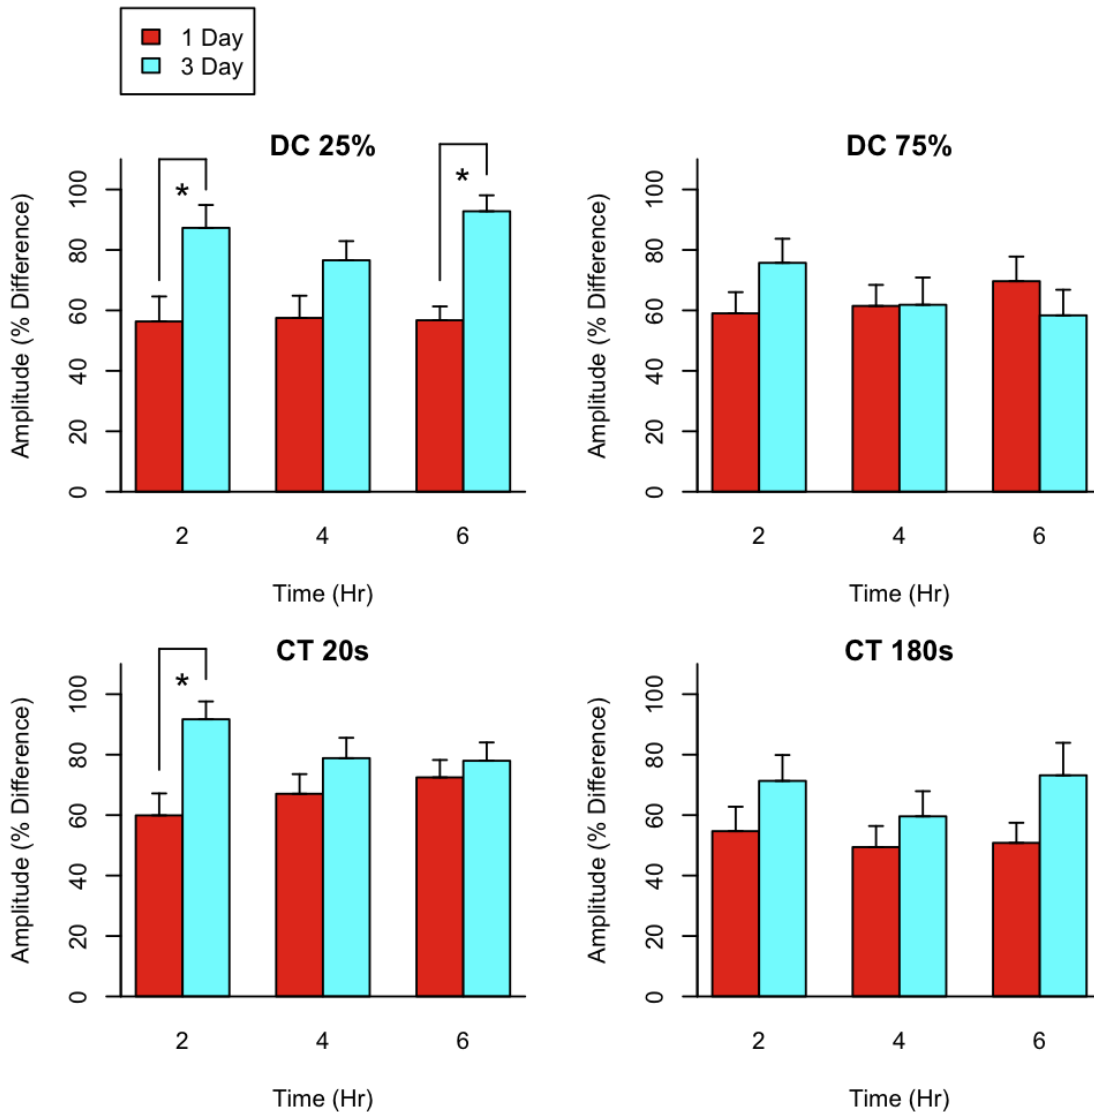 1 Day
3 Day
DC 25%
Amplitude (% Difference)
0 20 40 60 80 100
*
*
2 4 6
Time (Hr)
DC 75%
Amplitude (% Difference)
0 20 40 60 80 100
2 4 6
Time (Hr)
CT 20s
Amplitude (% Difference)
0 20 40 60 80 100
*
2 4 6
Time (Hr)
CT 180s
Amplitude (% Difference)
0 20 40 60 80 100
2 4 6
Time (Hr)